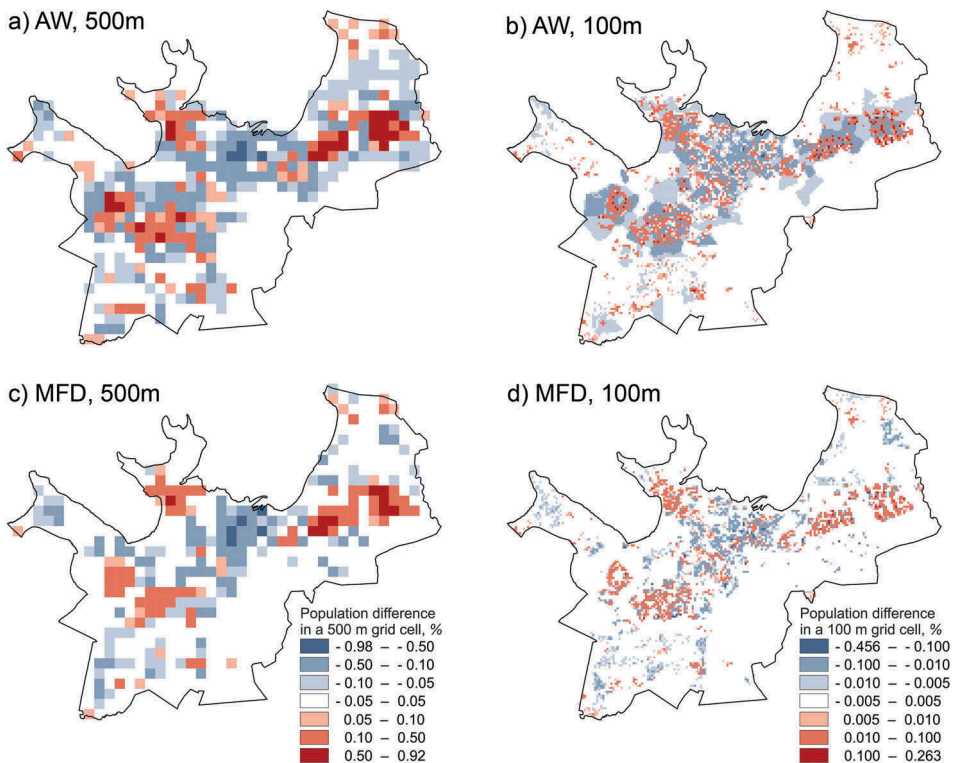 a) AW, 500m
b) AW, 100m
c) MFD, 500m
d) MFD, 100m
Population difference
in a 500 m grid cell, %
- 0.98 – - 0.50
- 0.50 – - 0.10
- 0.10 – - 0.05
- 0.05 – 0.05
0.05 – 0.10
0.10 – 0.50
0.50 – 0.92
Population difference
in a 100 m grid cell, %
- 0.456 – - 0.100
- 0.100 – - 0.010
- 0.010 – - 0.005
- 0.005 – 0.005
0.005 – 0.010
0.010 – 0.100
0.100 – 0.263